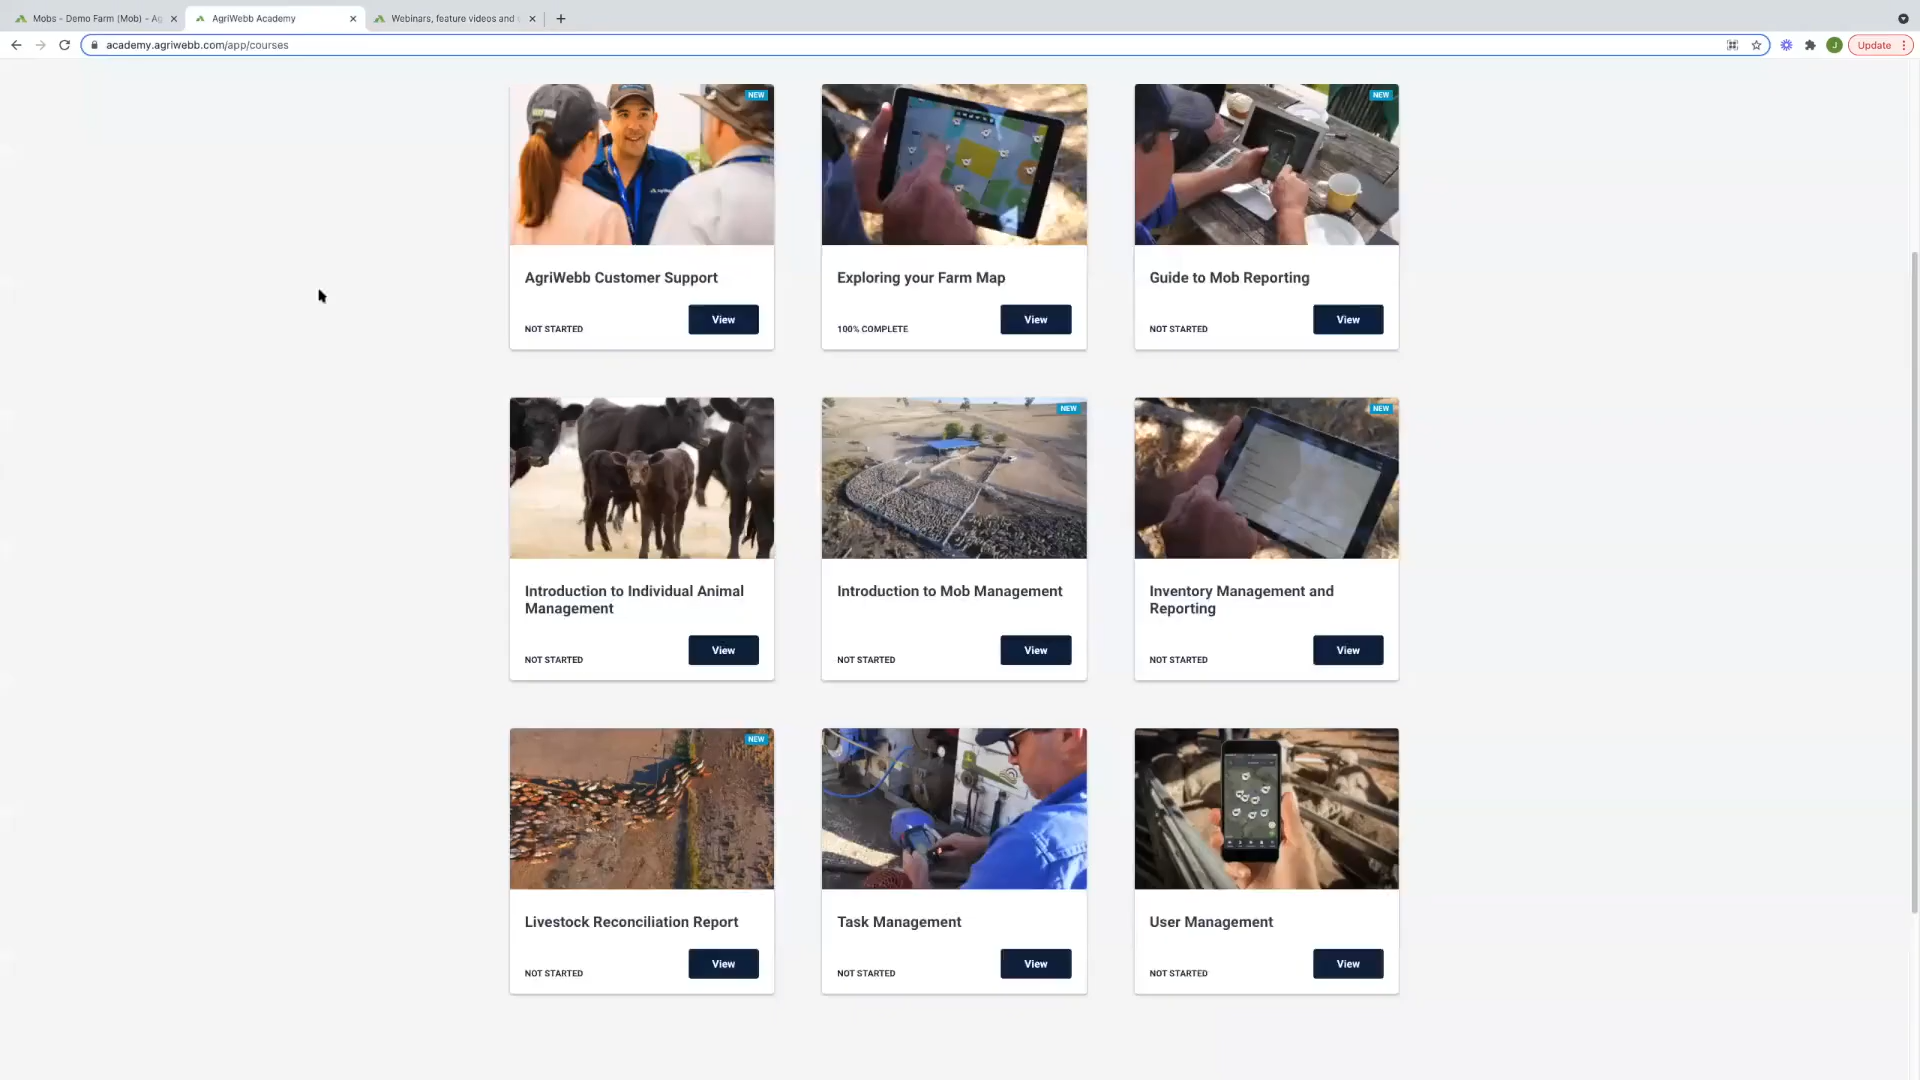 Mobs - Demo Farm (Mob) - Ag
AgriWebb Academy
Webinars, feature videos and
academy.agriwebb.com/app/courses
J
Update
NEW
NEW
AgriWebb Customer Support
Exploring your Farm Map
Guide to Mob Reporting
NOT STARTED
View
100% COMPLETE
View
NOT STARTED
View
NEW
NEW
Introduction to Individual Animal
Management
Introduction to Mob Management
Inventory Management and
Reporting
NOT STARTED
View
NOT STARTED
View
NOT STARTED
View
NEW
Livestock Reconciliation Report
Task Management
User Management
NOT STARTED
View
NOT STARTED
View
NOT STARTED
View